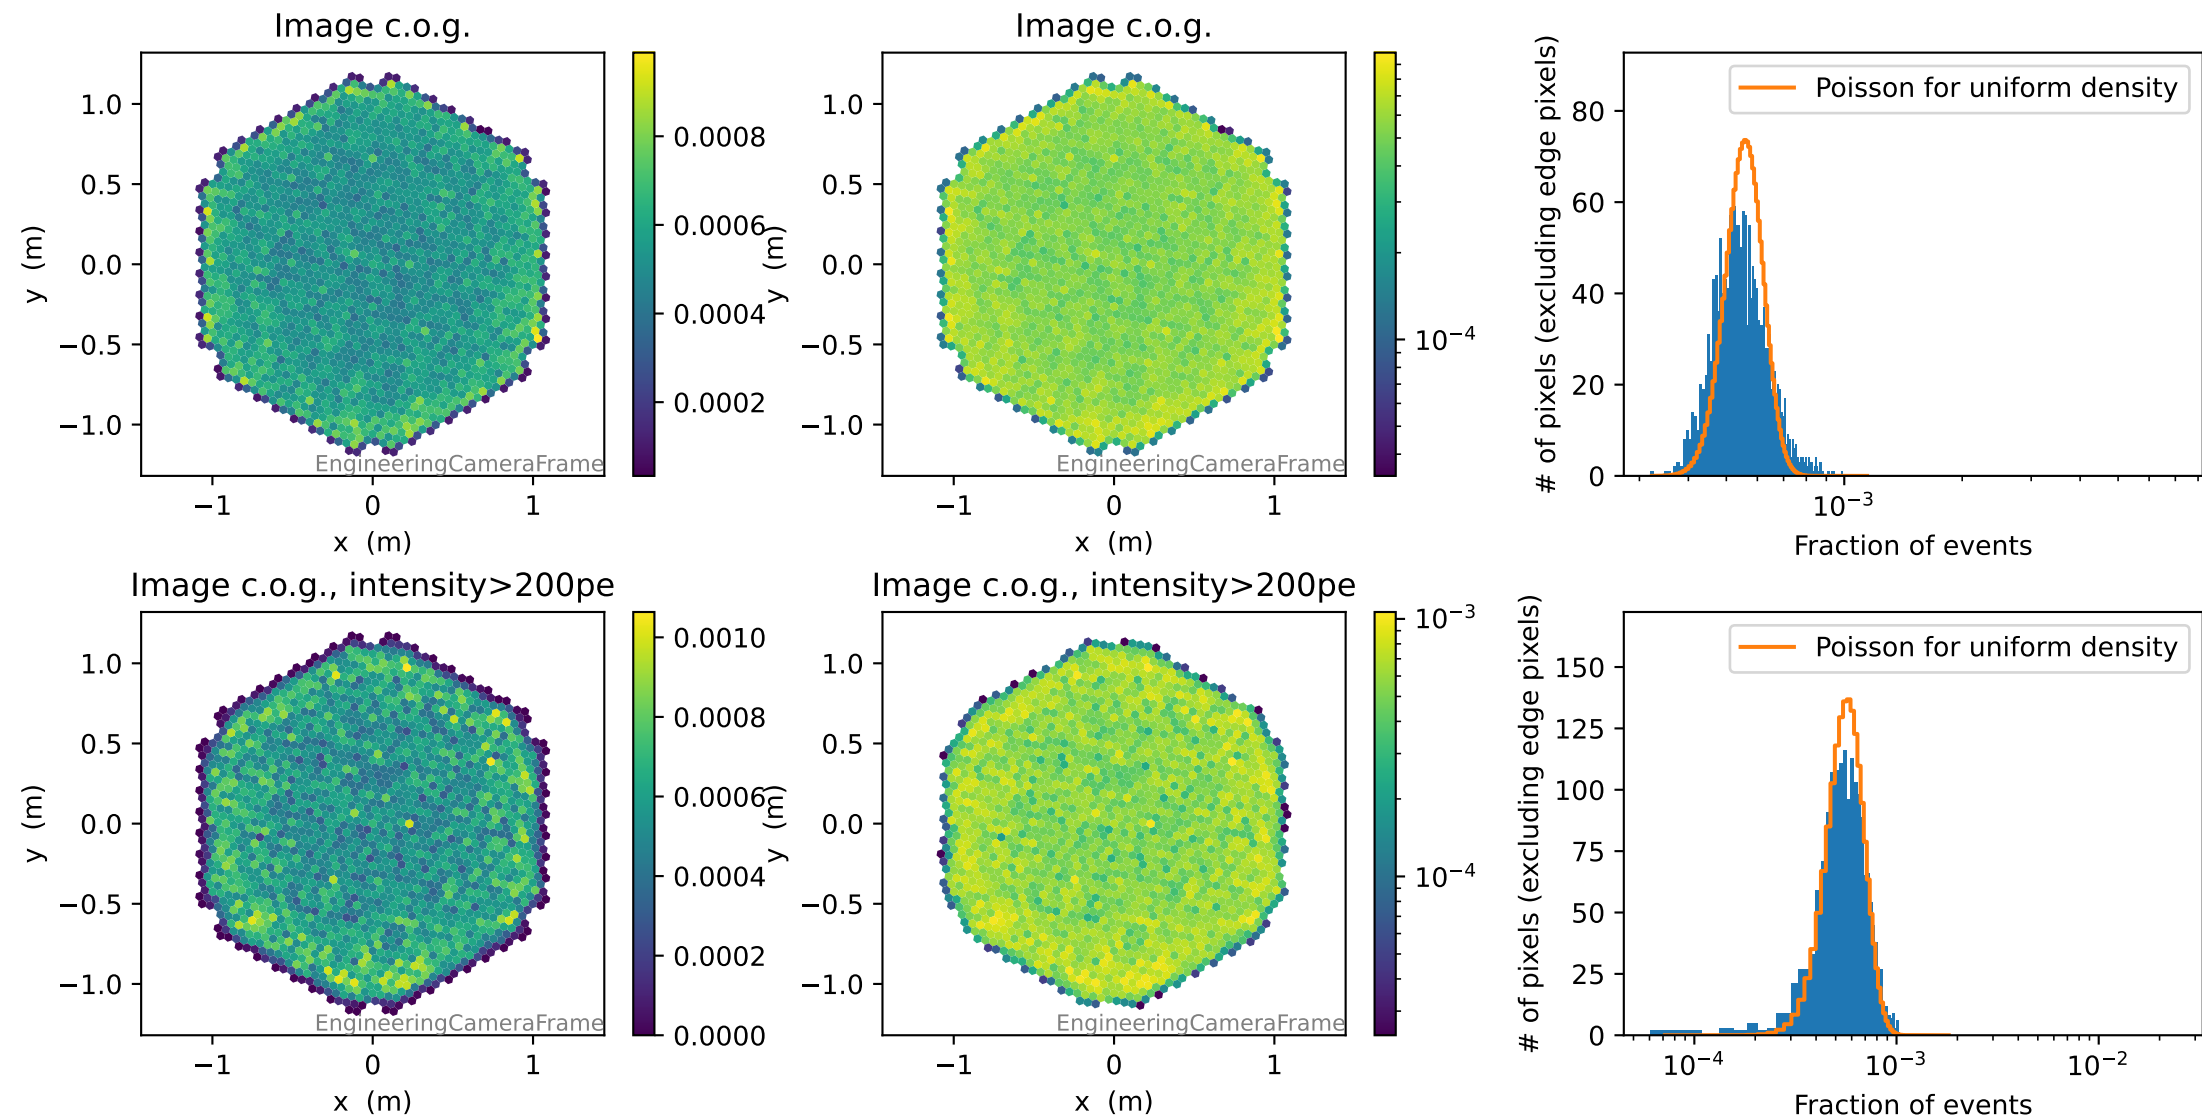 Image c.o.g.
1.0
0.5
0.0
−0.5
−1.0
y (m)
−1 0 1
x (m)
EngineeringCameraFrame
0.0008
0.0006
0.0004
0.0002
Image c.o.g.
1.0
0.5
0.0
−0.5
−1.0
y (m)
−1 0 1
x (m)
EngineeringCameraFrame
10−4
Poisson for uniform density
80
60
40
20
0
# of pixels (excluding edge pixels)
10−3
Fraction of events
Image c.o.g., intensity>200pe
1.0
0.5
0.0
−0.5
−1.0
y (m)
−1 0 1
x (m)
EngineeringCameraFrame
0.0010
0.0008
0.0006
0.0004
0.0002
0.0000
Image c.o.g., intensity>200pe
1.0
0.5
0.0
−0.5
−1.0
y (m)
−1 0 1
x (m)
EngineeringCameraFrame
10−3
10−4
Poisson for uniform density
150
125
100
75
50
25
0
# of pixels (excluding edge pixels)
10−4 10−3 10−2
Fraction of events